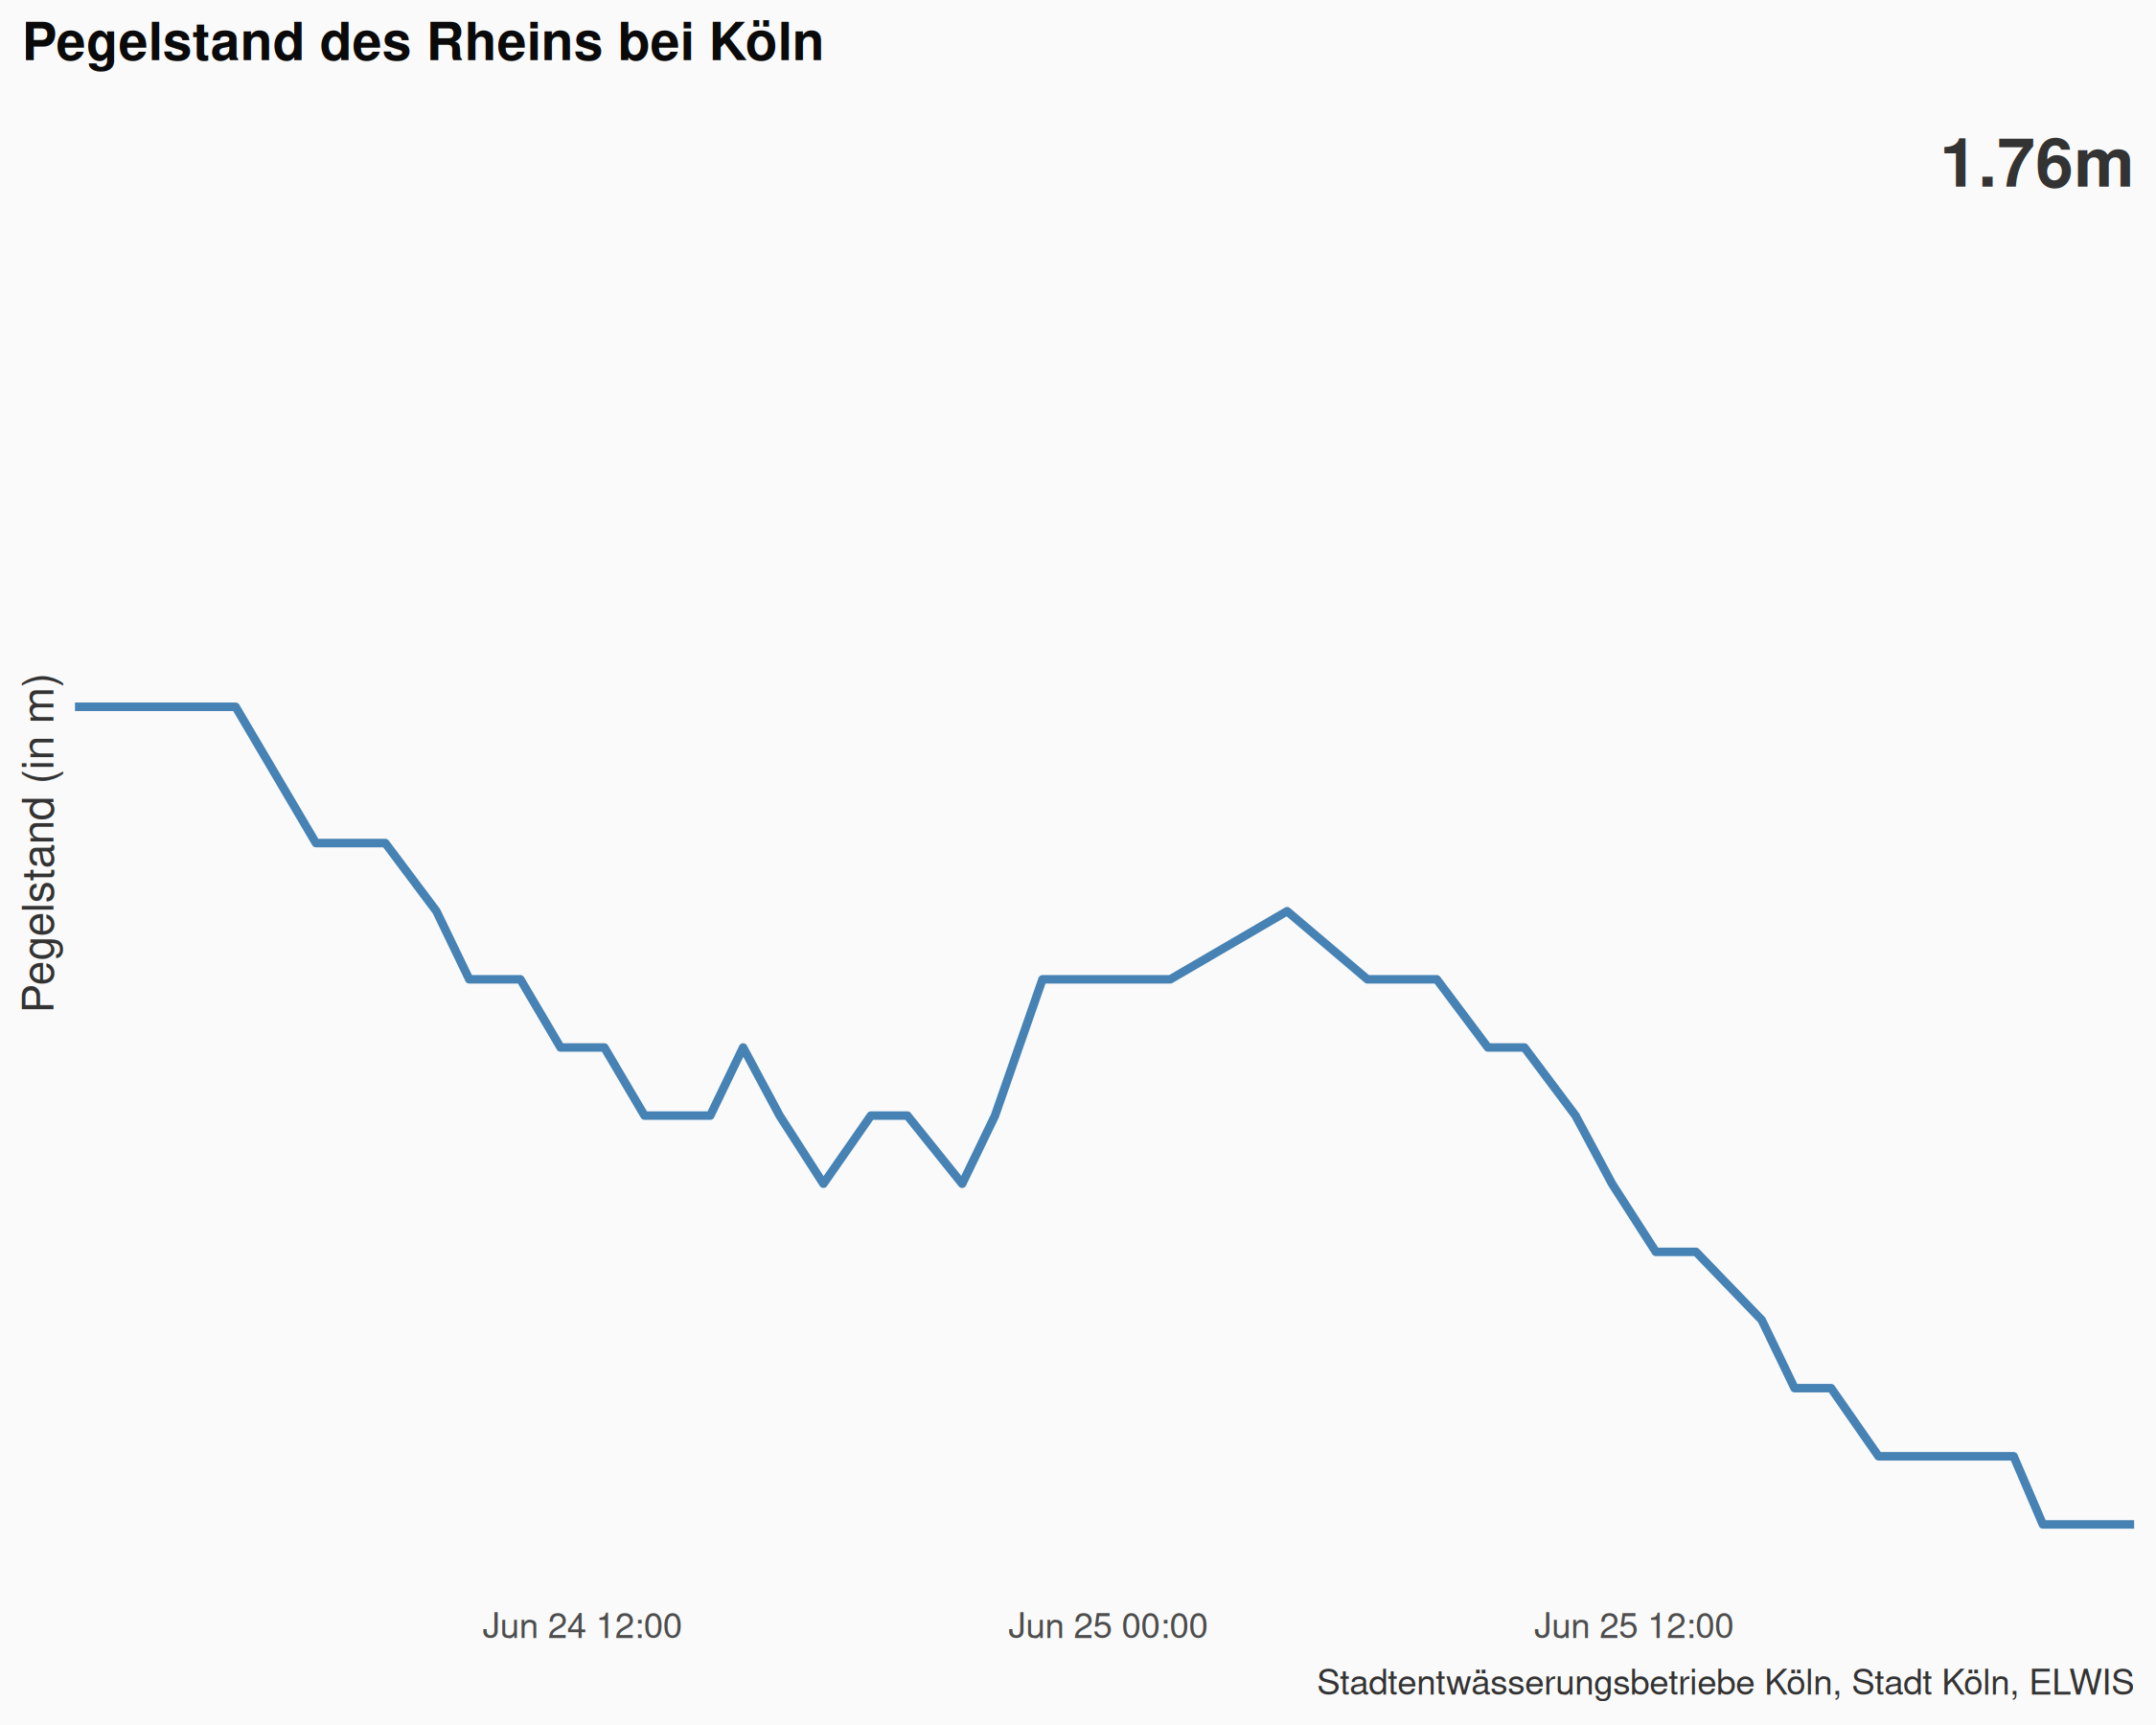 Pegelstand des Rheins bei Köln
1.76m
Pegelstand (in m)
Jun 24 12:00
Jun 25 00:00
Jun 25 12:00
Stadtentwässerungsbetriebe Köln, Stadt Köln, ELWIS